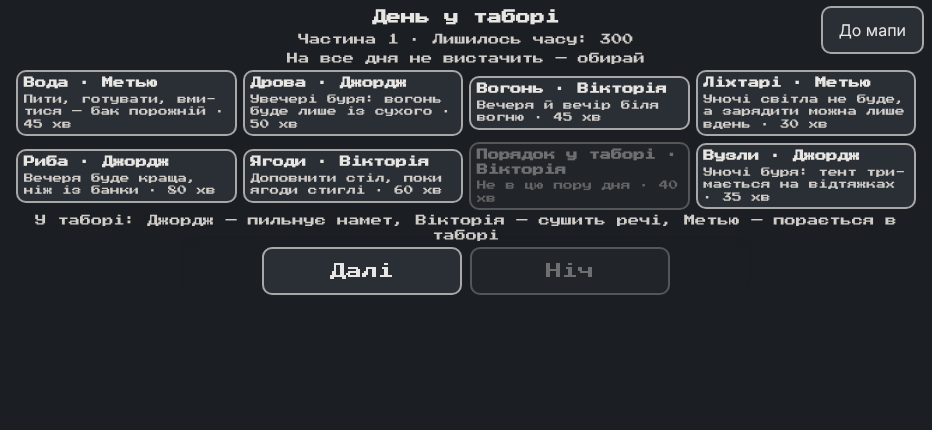 День у таборі
До мапи
Частина 1 · Лишилось часу: 300
На все дня не вистачить — обирай
Вода · Метью
Пити, готувати, вми-
тися — бак порожній ·
45 хв
Дрова · Джордж
Увечері буря: вогонь
буде лише із сухого ·
50 хв
Вогонь · Вікторія
Вечеря й вечір біля
вогню · 45 хв
Ліхтарі · Метью
Уночі світла не буде,
а зарядити можна лише
вдень · 30 хв
Риба · Джордж
Вечеря буде краща,
ніж із банки · 80 хв
Ягоди · Вікторія
Доповнити стіл, поки
ягоди стиглі · 60 хв
Порядок у таборі ·
Вікторія
Не в цю пору дня · 40
хв
Вузли · Джордж
Уночі буря: тент три-
мається на відтяжках
· 35 хв
У таборі: Джордж — пильнує намет, Вікторія — сушить речі, Метью — порається в
таборі
Далі
Ніч